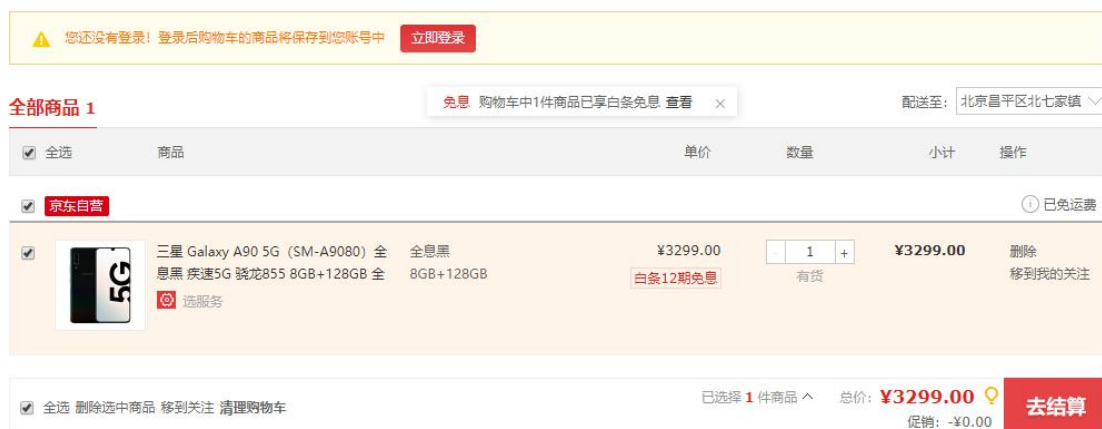 您还没有登录！登录后购物车的商品将保存到您账号中 立即登录
全部商品 1 免息 购物车中1件商品已享白条免息 查看 × 配送至： 北京昌平区北七家镇
全选 商品 单价 数量 小计 操作
京东自营 已免运费
三星 Galaxy A90 5G（SM-A9080）全 全息黑 ¥3299.00 - 1 + ¥3299.00 删除
息黑 疾速5G 骁龙855 8GB+128GB 全 8GB+128GB 白条12期免息 有货 移到我的关注
选服务
5G
全选 删除选中商品 移到关注 清理购物车 已选择 1 件商品 总价： ¥3299.00 去结算
促销： -¥0.00